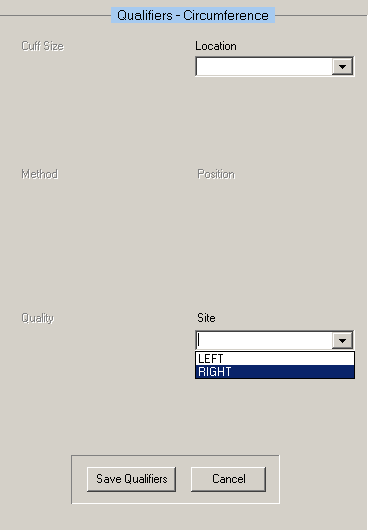 Qualifiers - Circumference
Cuff Size Location
Method Position
Quality Site
LEFT
RIGHT
Save Qualifiers Cancel